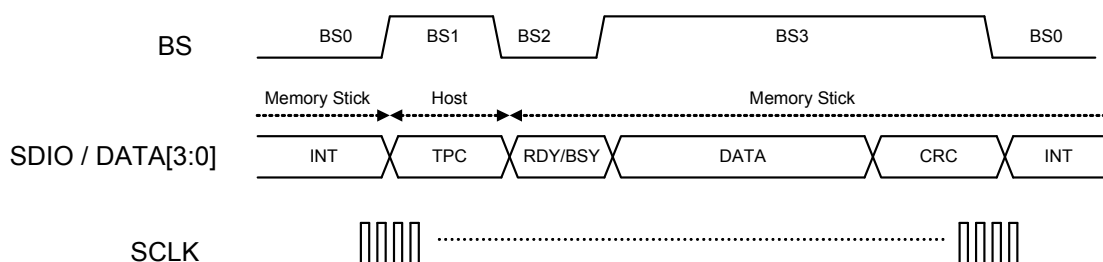 BS
BS0 BS1 BS2 BS3 BS0
Memory Stick Host Memory Stick
SDIO / DATA[3:0]
INT TPC RDY/BSY DATA CRC INT
SCLK